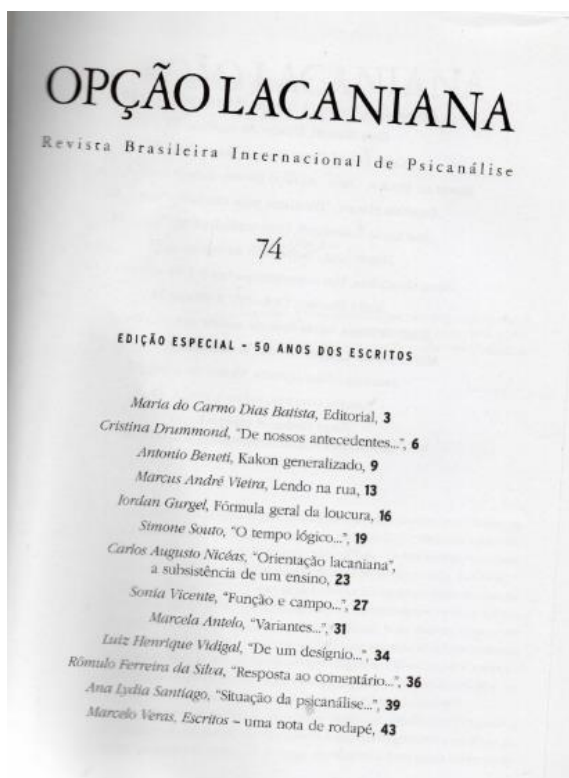 OPÇÃO LACANIANA
Revista Brasileira Internacional de Psicanálise
74
EDIÇÃO ESPECIAL - 50 ANOS DOS ESCRITOS
Maria do Carmo Dias Batista, Editorial, 3
Cristina Drummond, "De nossos antecedentes...", 6
Antonio Beneti, Kakon generalizado, 9
Marcus André Vieira, Lendo na rua, 13
Iordan Gurgel, Fórmula geral da loucura, 16
Simone Souto, "O tempo lógico...", 19
Carlos Augusto Nicéas, "Orientação lacaniana",
a subsistência de um ensino, 23
Sonia Vicente, "Função e campo...", 27
Marcela Antelo, "Variantes...", 31
Luiz Henrique Vidigal, "De um desígnio...", 34
Rômulo Ferreira da Silva, "Resposta ao comentário...", 36
Ana Lydia Santiago, "Situação da psicanálise...", 39
Marcelo Veras, Escritos – uma nota de rodapé, 43